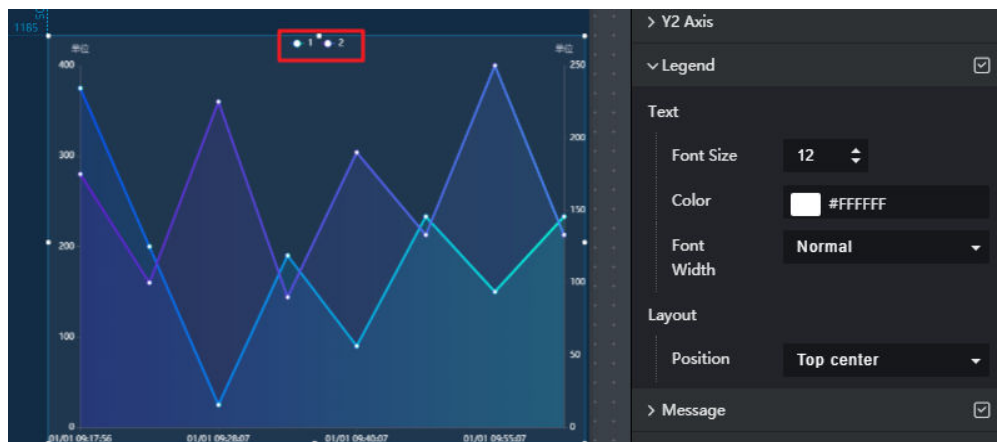 1185
1 2
单位
单位
400
300
200
100
0
250
200
150
100
50
0
01/01 09:17:56 01/01 09:28:07 01/01 09:40:07 01/01 09:55:07
Y2 Axis
Legend
Text
Font Size 12
Color #FFFFFF
Font
Width
Normal
Layout
Position Top center
Message